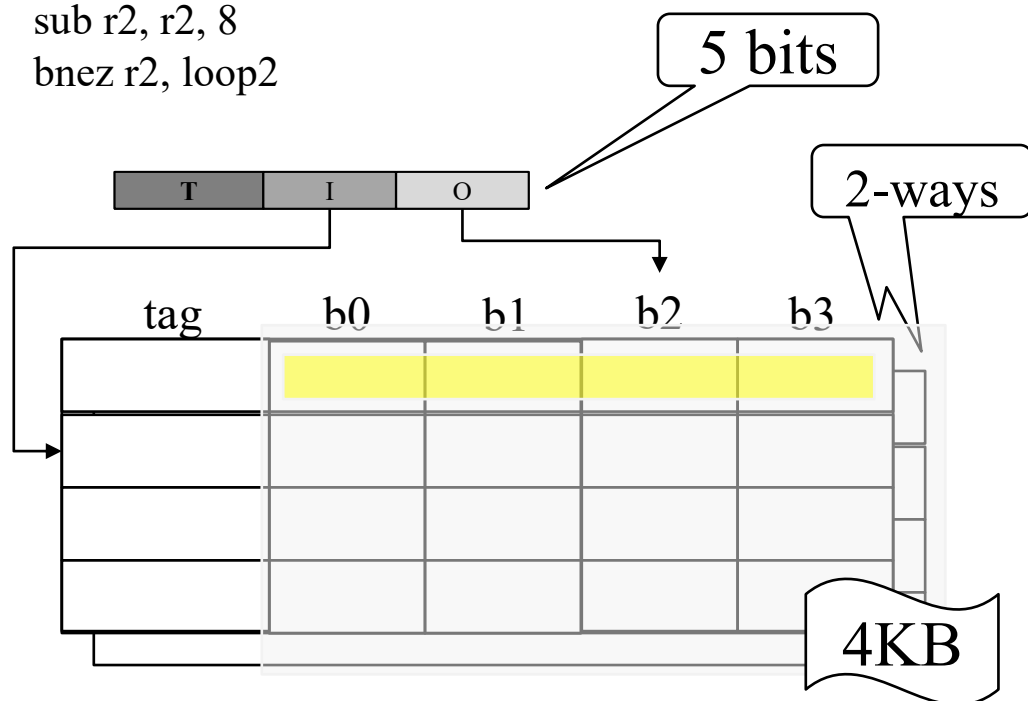 sub r2, r2, 8
bnez r2, loop2
5 bits
T I O
2-ways
tag b0 b1 b2 b3
4KB